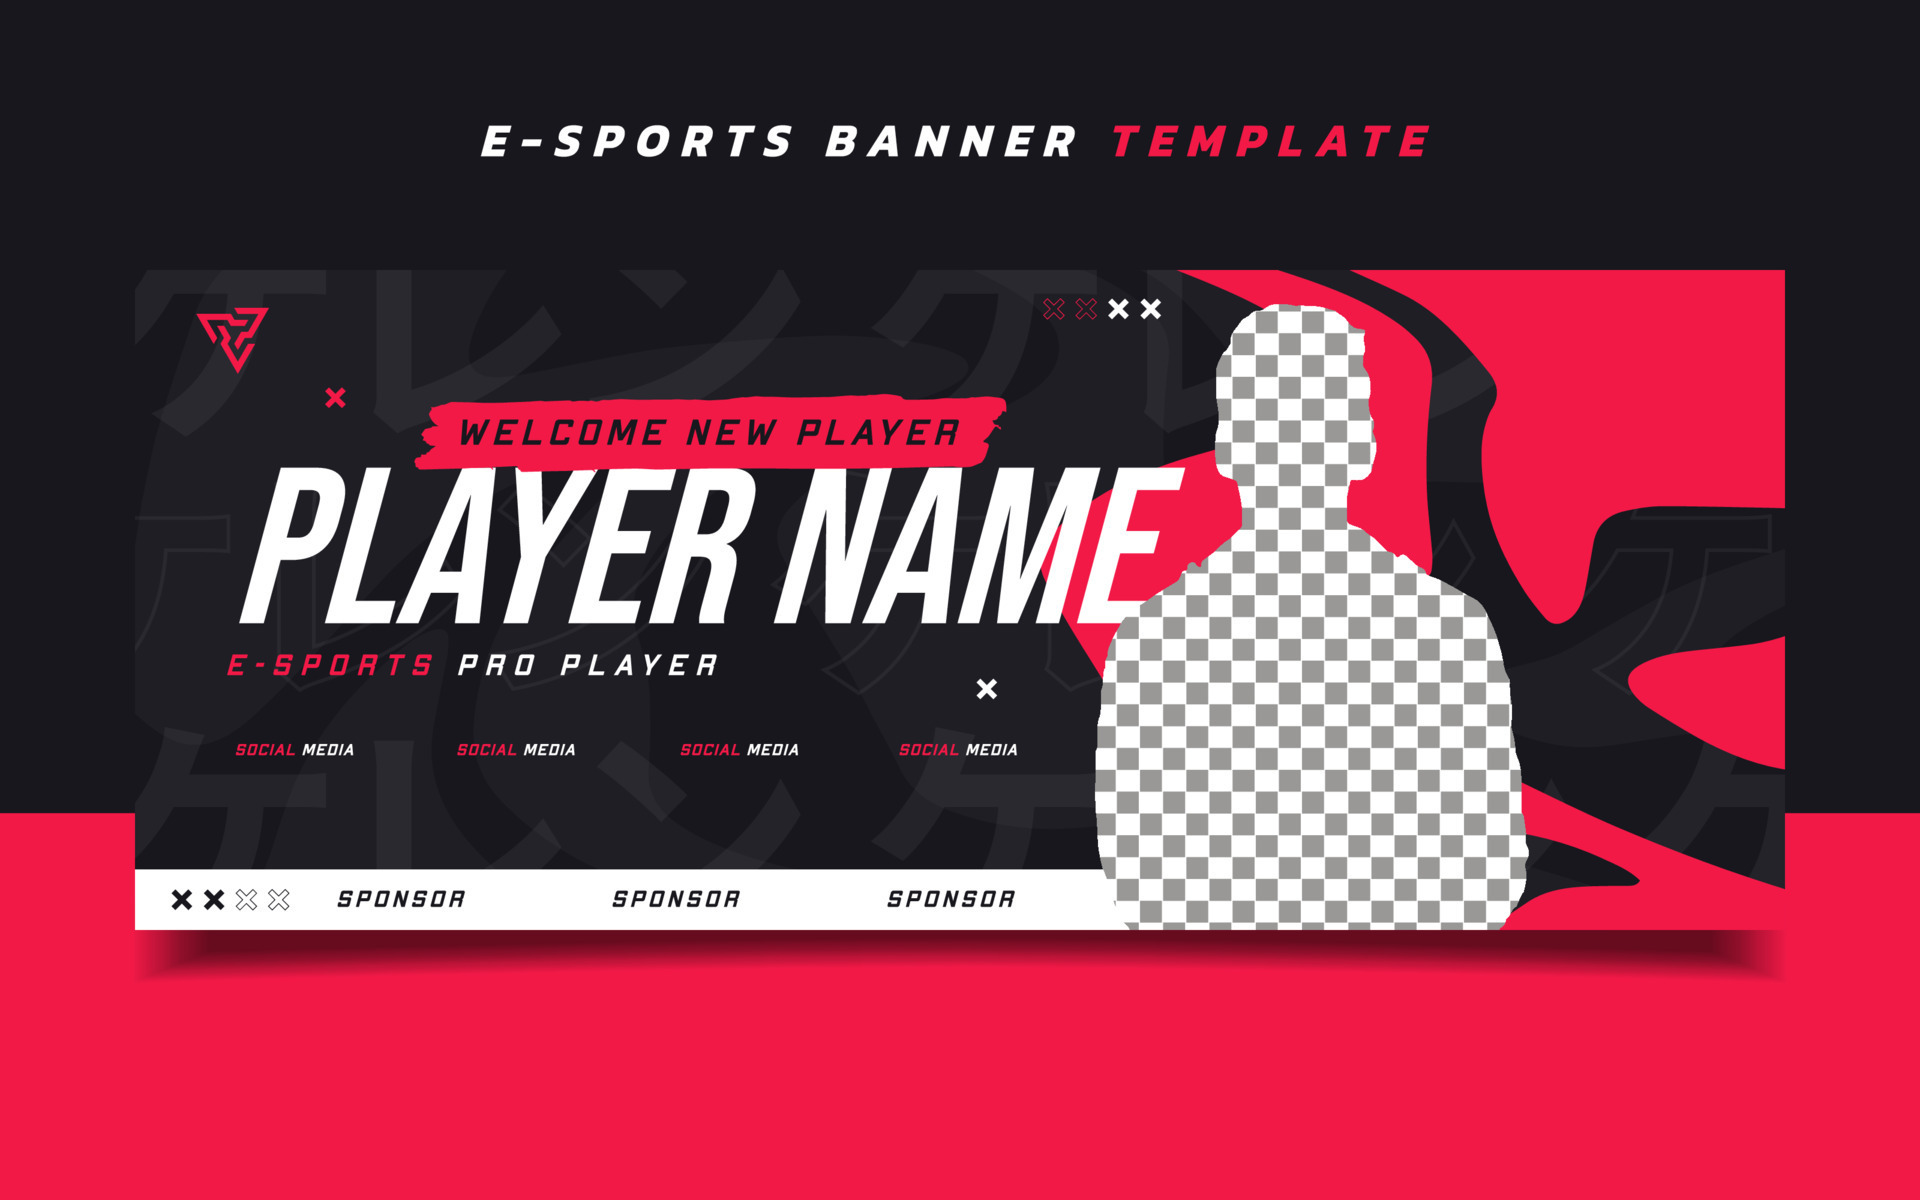 E-SPORTS BANNER TEMPLATE
WELCOME NEW PLAYER
PLAYER NAME
E-SPORTS PRO PLAYER
SOCIAL MEDIA SOCIAL MEDIA SOCIAL MEDIA SOCIAL MEDIA
SPONSOR SPONSOR SPONSOR